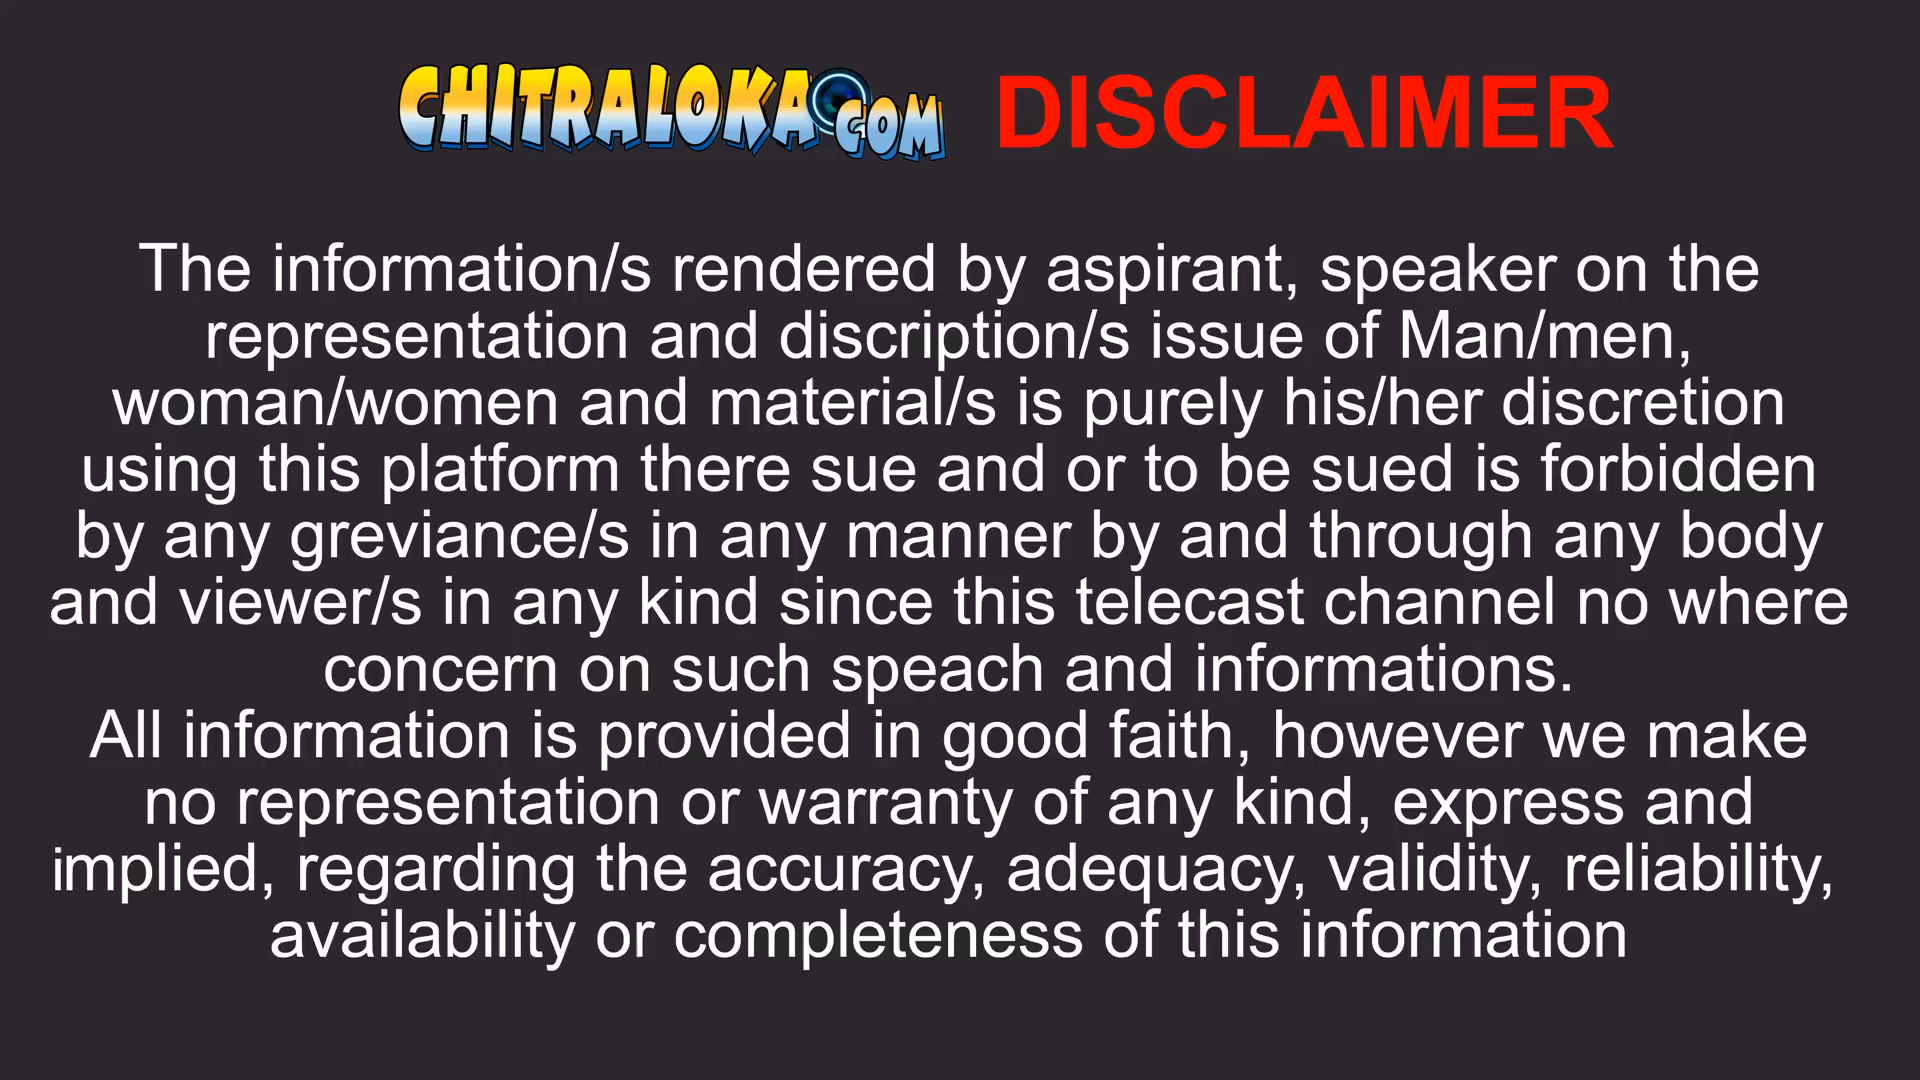 CHITRALOKA.COM DISCLAIMER
The information/s rendered by aspirant, speaker on the
representation and discription/s issue of Man/men,
woman/women and material/s is purely his/her discretion
using this platform there sue and or to be sued is forbidden
by any greviance/s in any manner by and through any body
and viewer/s in any kind since this telecast channel no where
concern on such speach and informations.
All information is provided in good faith, however we make
no representation or warranty of any kind, express and
implied, regarding the accuracy, adequacy, validity, reliability,
availability or completeness of this information